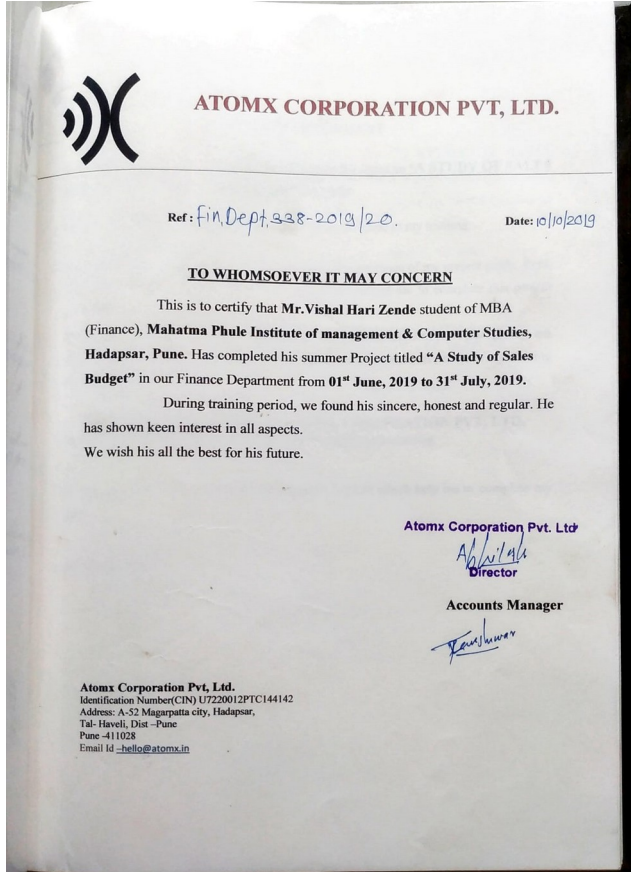 ATOMX CORPORATION PVT, LTD.
Ref : Fin, Dept, 338-2019/20.
Date: 10/10/2019
TO WHOMSOEVER IT MAY CONCERN
This is to certify that Mr.Vishal Hari Zende student of MBA
(Finance), Mahatma Phule Institute of management & Computer Studies,
Hadapsar, Pune. Has completed his summer Project titled “A Study of Sales
Budget” in our Finance Department from 01st June, 2019 to 31st July, 2019.
During training period, we found his sincere, honest and regular. He
has shown keen interest in all aspects.
We wish his all the best for his future.
Atomx Corporation Pvt. Ltd
Director
Accounts Manager
Atomx Corporation Pvt, Ltd.
Identification Number(CIN) U7220012PTC144142
Address: A-52 Magarpatta city, Hadapsar,
Tal- Haveli, Dist –Pune
Pune -411028
Email Id –hello@atomx.in